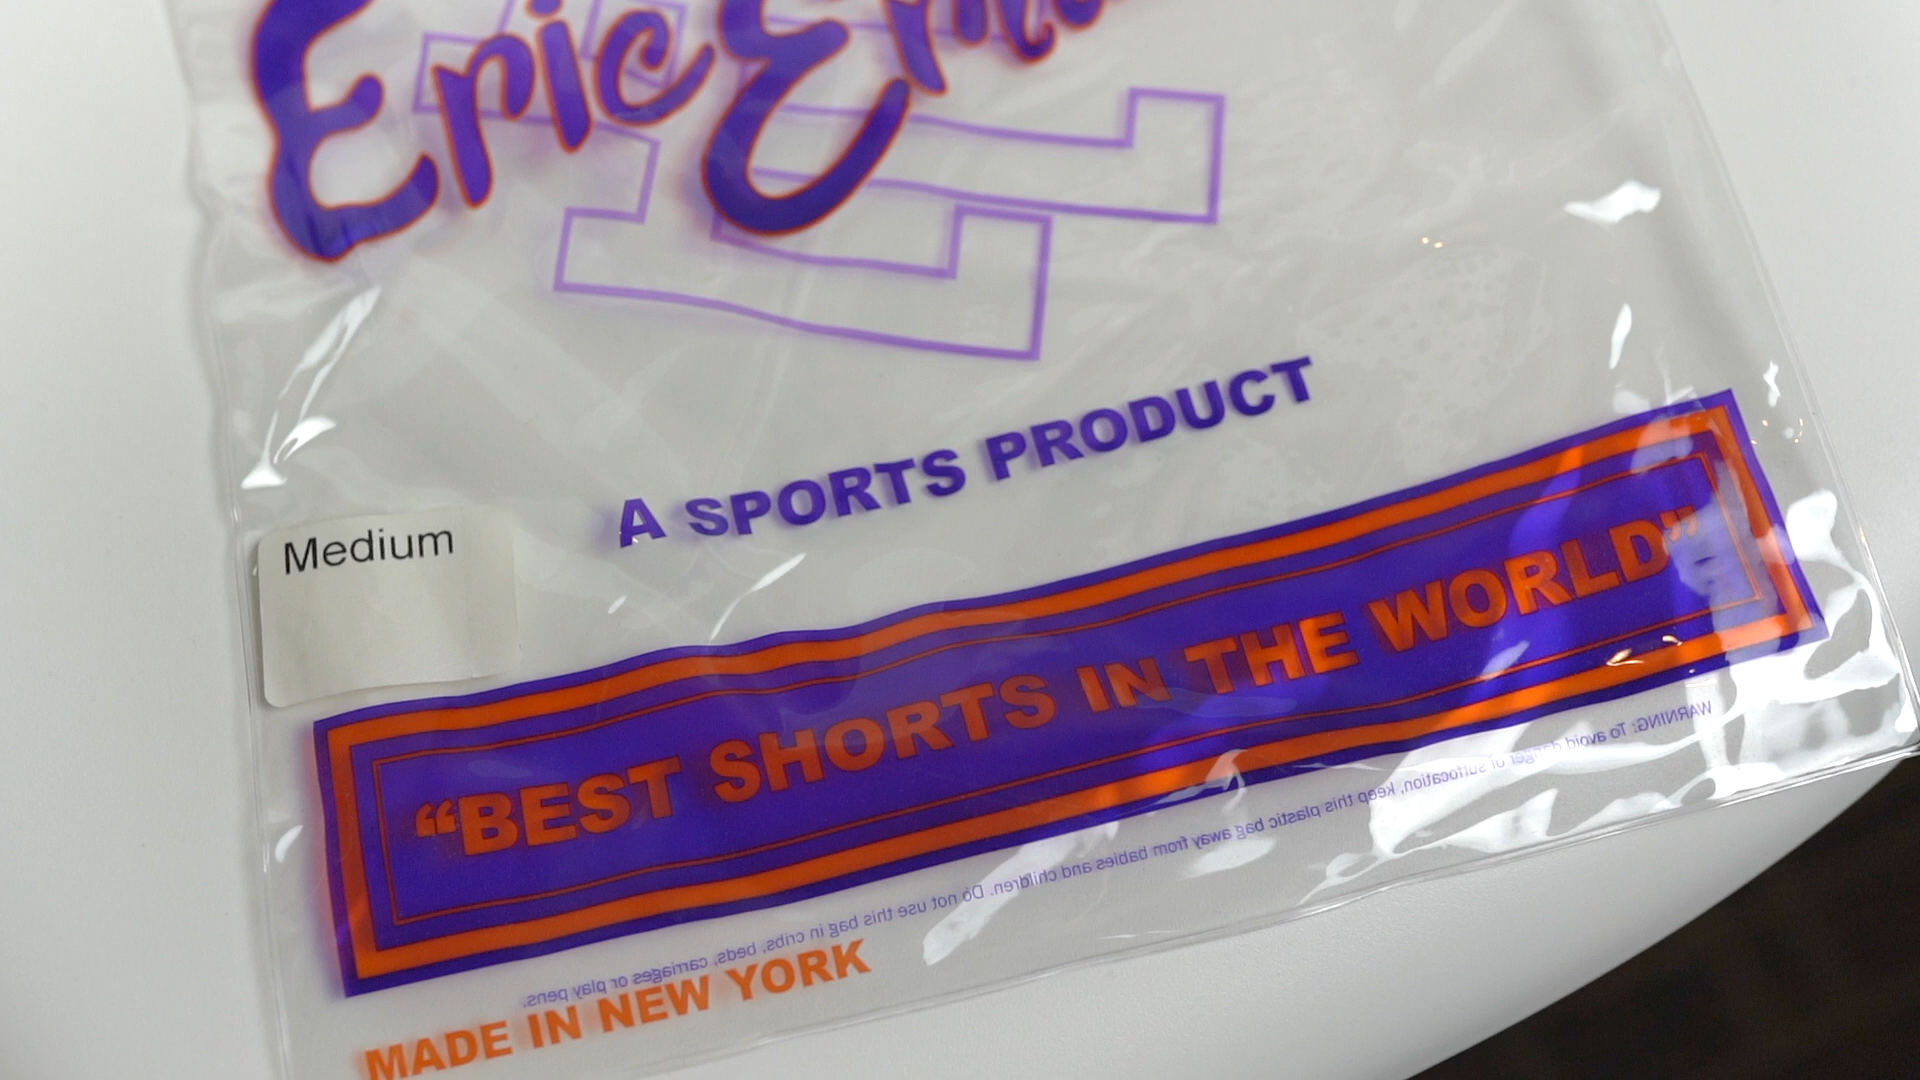 Eric
A SPORTS PRODUCT
Medium
“BEST SHORTS IN THE WORLD”
WARNING: To avoid danger of suffocation, keep this plastic bag away from babies and children. Do not use this bag in cribs, beds, carriages or play pens.
MADE IN NEW YORK